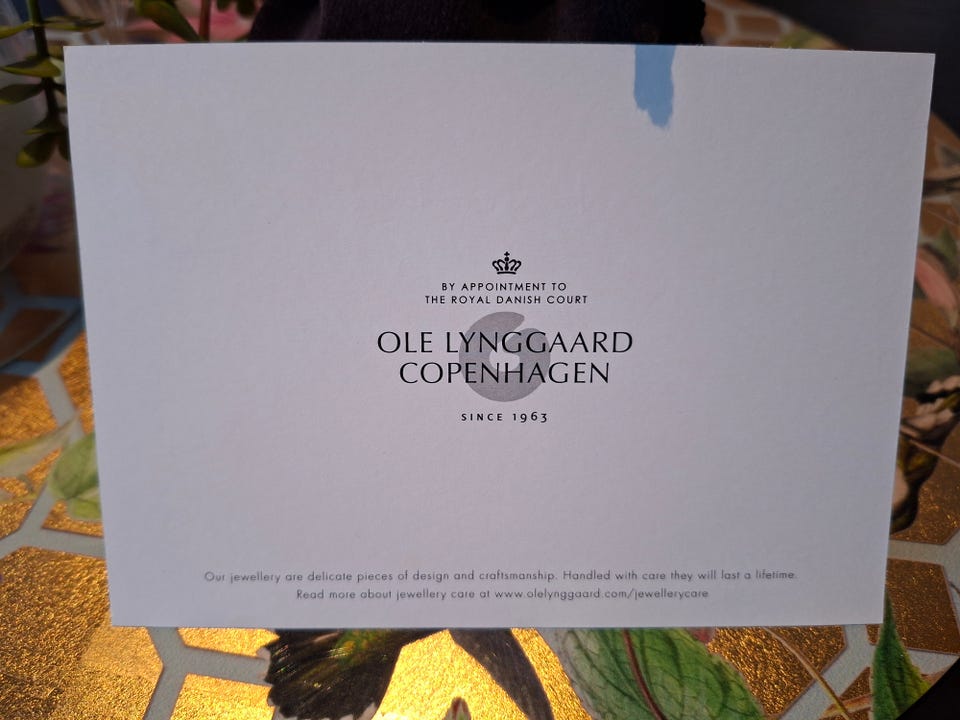 BY APPOINTMENT TO
THE ROYAL DANISH COURT
OLE LYNGGAARD
COPENHAGEN
SINCE 1963
Our jewellery are delicate pieces of design and craftsmanship. Handled with care they will last a lifetime.
Read more about jewellery care at www.olelynggaard.com/jewellerycare